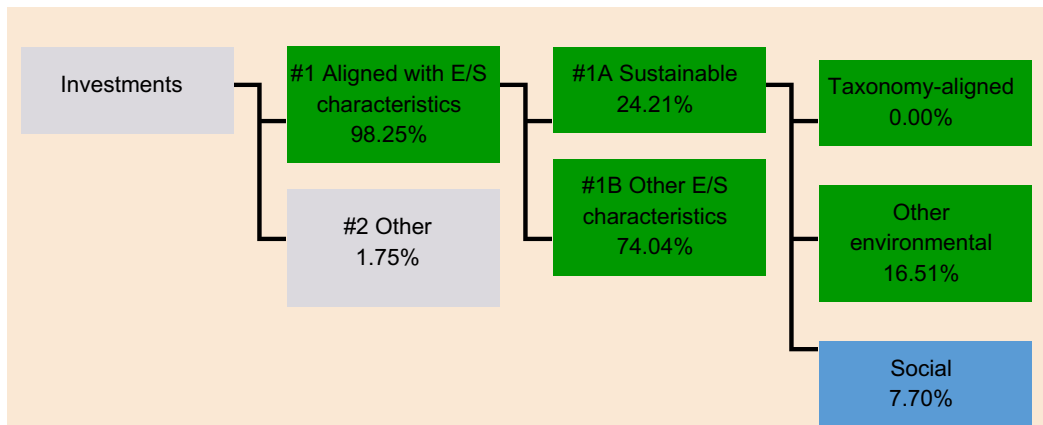 Investments
#1 Aligned with E/S
characteristics
98.25%
#2 Other
1.75%
#1A Sustainable
24.21%
#1B Other E/S
characteristics
74.04%
Taxonomy-aligned
0.00%
Other
environmental
16.51%
Social
7.70%